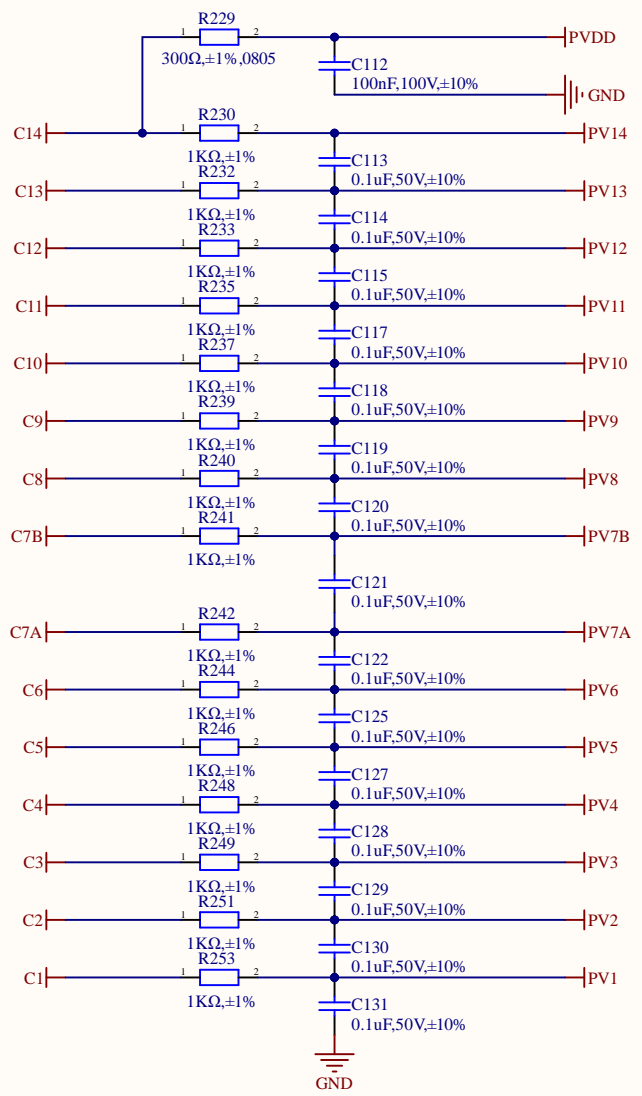 R229
1 2
PVDD
300Ω,±1%,0805
C112
100nF,100V,±10%
GND
R230
C14 1 2 PV14
1KΩ,±1%
C113
0.1uF,50V,±10%
R232
C13 1 2 PV13
1KΩ,±1%
C114
0.1uF,50V,±10%
R233
C12 1 2 PV12
1KΩ,±1%
C115
0.1uF,50V,±10%
R235
C11 1 2 PV11
1KΩ,±1%
C117
0.1uF,50V,±10%
R237
C10 1 2 PV10
1KΩ,±1%
C118
0.1uF,50V,±10%
R239
C9 1 2 PV9
1KΩ,±1%
C119
0.1uF,50V,±10%
R240
C8 1 2 PV8
1KΩ,±1%
C120
0.1uF,50V,±10%
R241
C7B 1 2 PV7B
1KΩ,±1%
C121
0.1uF,50V,±10%
R242
C7A 1 2 PV7A
1KΩ,±1%
C122
0.1uF,50V,±10%
R244
C6 1 2 PV6
1KΩ,±1%
C125
0.1uF,50V,±10%
R246
C5 1 2 PV5
1KΩ,±1%
C127
0.1uF,50V,±10%
R248
C4 1 2 PV4
1KΩ,±1%
C128
0.1uF,50V,±10%
R249
C3 1 2 PV3
1KΩ,±1%
C129
0.1uF,50V,±10%
R251
C2 1 2 PV2
1KΩ,±1%
C130
0.1uF,50V,±10%
R253
C1 1 2 PV1
1KΩ,±1%
C131
0.1uF,50V,±10%
GND